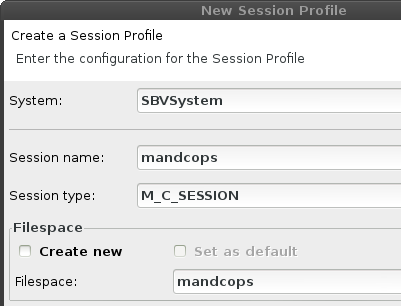 New Session Profile
Create a Session Profile
Enter the configuration for the Session Profile
System: SBVSystem
Session name: mandcops
Session type: M_C_SESSION
Filespace
Create new Set as default
Filespace: mandcops